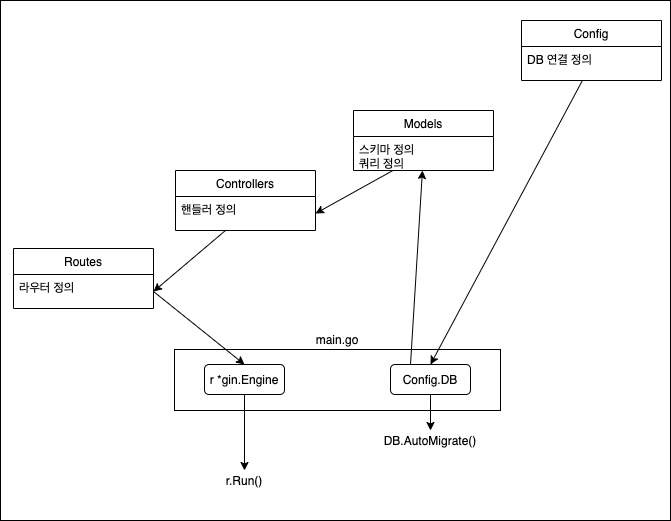 Config
DB 연결 정의
Models
스키마 정의
쿼리 정의
Controllers
핸들러 정의
Routes
라우터 정의
main.go
r *gin.Engine
Config.DB
DB.AutoMigrate()
r.Run()